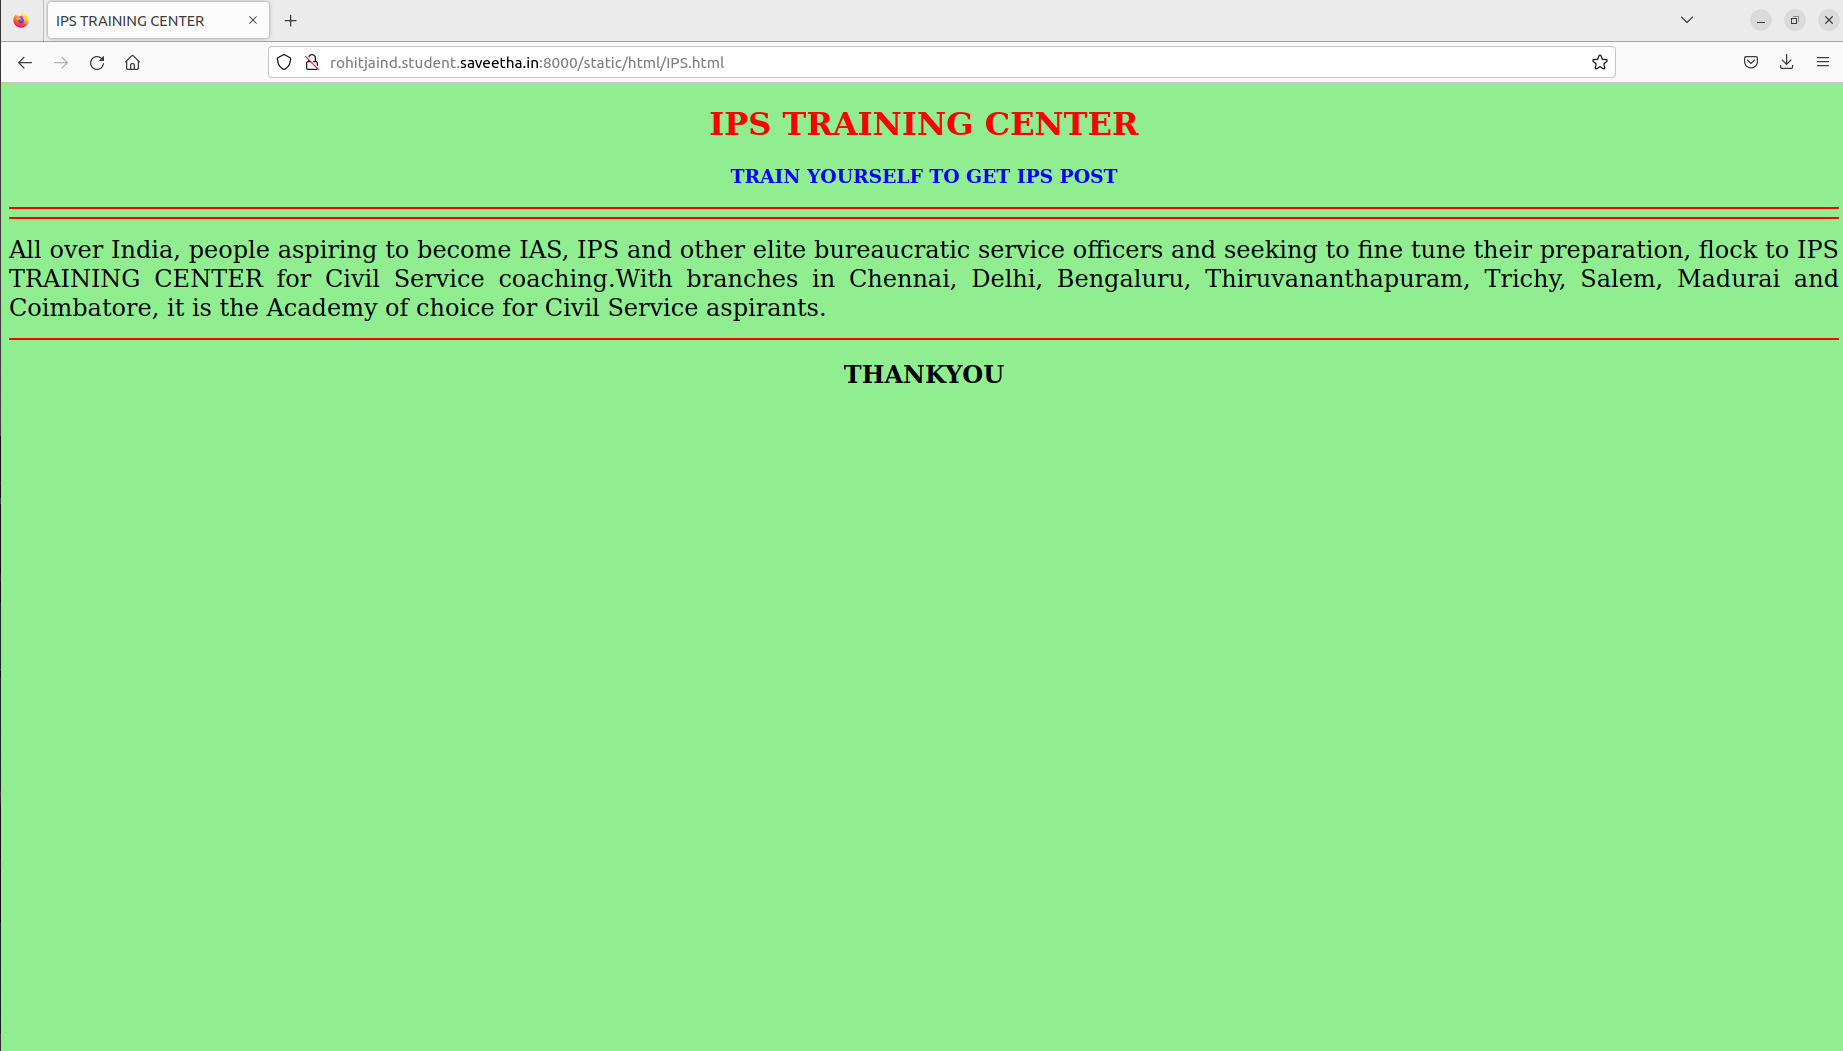 IPS TRAINING CENTER
rohitjaind.student.saveetha.in:8000/static/html/IPS.html
IPS TRAINING CENTER
TRAIN YOURSELF TO GET IPS POST
All over India, people aspiring to become IAS, IPS and other elite bureaucratic service officers and seeking to fine tune their preparation, flock to IPS
TRAINING CENTER for Civil Service coaching.With branches in Chennai, Delhi, Bengaluru, Thiruvananthapuram, Trichy, Salem, Madurai and
Coimbatore, it is the Academy of choice for Civil Service aspirants.
THANKYOU